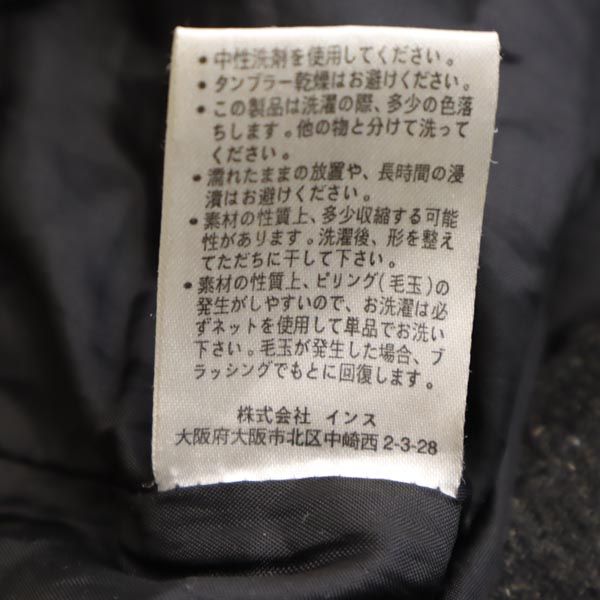 • 中性洗剤を使用してください。
• タンブラー乾燥はお避けください。
• この製品は洗濯の際、多少の色落
ちします。他の物と分けて洗って
ください。
• 濡れたままの放置や、長時間の浸
漬はお避けください。
• 素材の性質上、多少収縮する可能
性があります。洗濯後、形を整え
てただちに干して下さい。
• 素材の性質上、ピリング(毛玉)の
発生がしやすいので、お洗濯は必
ずネットを使用して単品でお洗い
下さい。毛玉が発生した場合、ブ
ラッシングでもとに回復します。
株式会社 インス
大阪府大阪市北区中崎西2-3-28